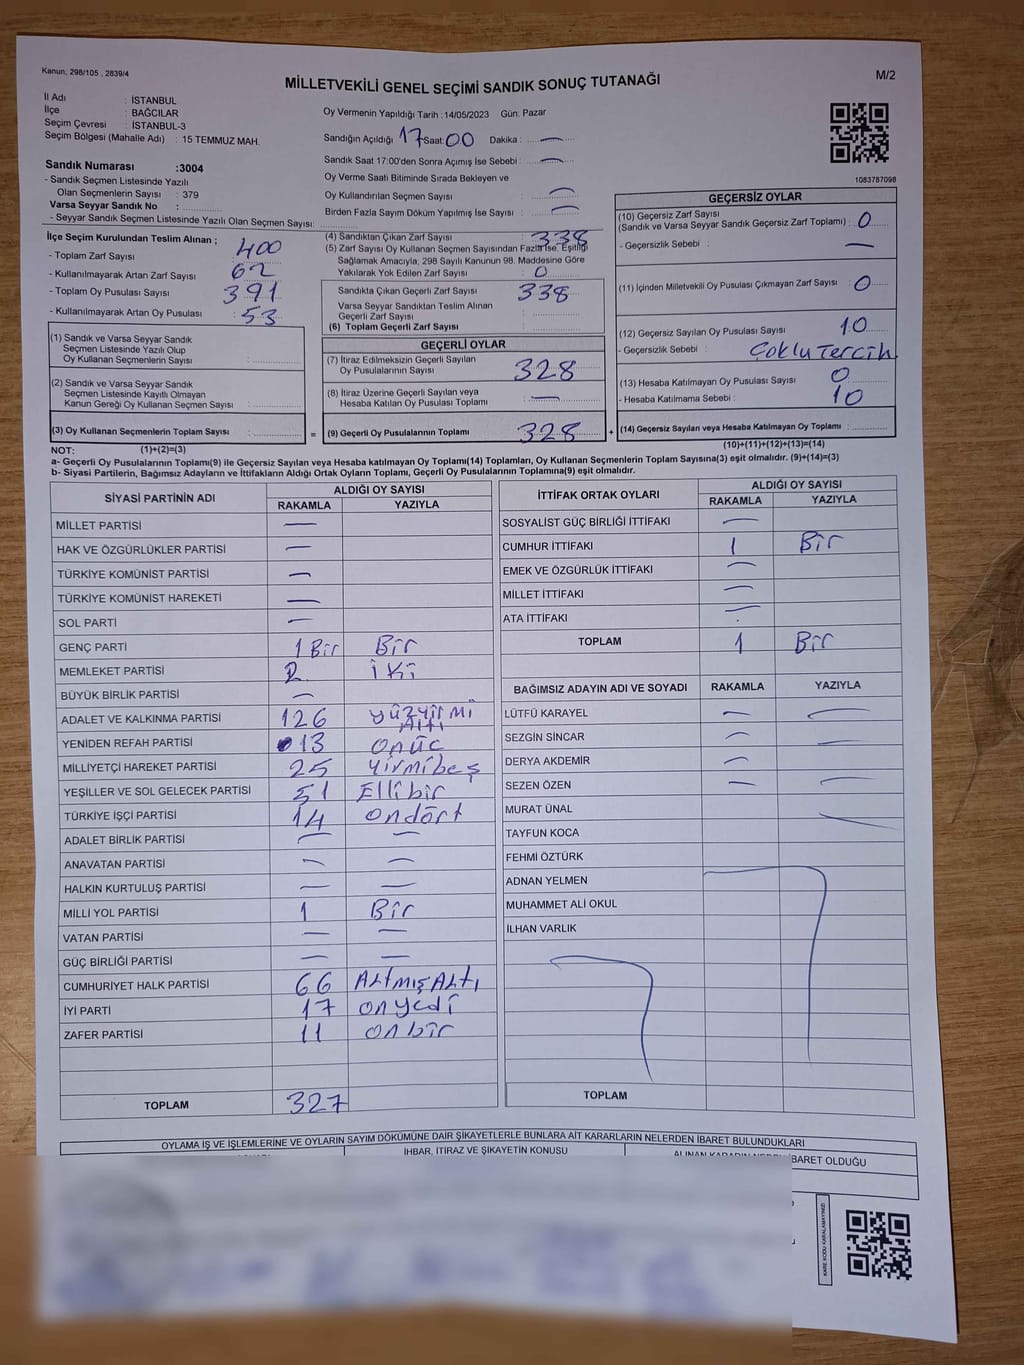 Kanun; 298/105 , 2839/4
MİLLETVEKİLİ GENEL SEÇİMİ SANDIK SONUÇ TUTANAĞI
M/2
İl Adı : İSTANBUL
İlçe : BAĞCILAR
Seçim Çevresi : İSTANBUL-3
Seçim Bölgesi (Mahalle Adı) : 15 TEMMUZ MAH.
Sandık Numarası :3004
- Sandık Seçmen Listesinde Yazılı
Olan Seçmenlerin Sayısı : 379
Varsa Seyyar Sandık No :
- Seyyar Sandık Seçmen Listesinde Yazılı Olan Seçmen Sayısı:
Oy Vermenin Yapıldığı Tarih :14/05/2023 Gün: Pazar
Sandığın Açıldığı 17 Saat: 00 Dakika : —
Sandık Saat 17:00'den Sonra Açımış İse Sebebi : —
Oy Verme Saati Bitiminde Sırada Bekleyen ve
Oy Kullandırılan Seçmen Sayısı : —
Birden Fazla Sayım Döküm Yapılmış İse Sayısı : —
1083787098
İlçe Seçim Kurulundan Teslim Alınan ;
- Toplam Zarf Sayısı : 400
- Kullanılmayarak Artan Zarf Sayısı : 62
- Toplam Oy Pusulası Sayısı : 391
- Kullanılmayarak Artan Oy Pusulası : 53
(1) Sandık ve Varsa Seyyar Sandık
Seçmen Listesinde Yazılı Olup
Oy Kullanan Seçmenlerin Sayısı :
(2) Sandık ve Varsa Seyyar Sandık
Seçmen Listesinde Kayıtlı Olmayan
Kanun Gereği Oy Kullanan Seçmen Sayısı :
(3) Oy Kullanan Seçmenlerin Toplam Sayısı :
(4) Sandıktan Çıkan Zarf Sayısı : 338
(5) Zarf Sayısı Oy Kullanan Seçmen Sayısından Fazla İse, Eşitliği
Sağlamak Amacıyla, 298 Sayılı Kanunun 98. Maddesine Göre
Yakılarak Yok Edilen Zarf Sayısı : 0
Sandıkta Çıkan Geçerli Zarf Sayısı : 338
Varsa Seyyar Sandıktan Teslim Alınan
Geçerli Zarf Sayısı :
(6) Toplam Geçerli Zarf Sayısı :
GEÇERLİ OYLAR
(7) İtiraz Edilmeksizin Geçerli Sayılan
Oy Pusulalarının Sayısı : 328
(8) İtiraz Üzerine Geçerli Sayılan veya
Hesaba Katılan Oy Pusulası Toplamı : —
= (9) Geçerli Oy Pusulalarının Toplamı : 328 +
GEÇERSİZ OYLAR
(10) Geçersiz Zarf Sayısı
(Sandık ve Varsa Seyyar Sandık Geçersiz Zarf Toplamı) : 0
- Geçersizlik Sebebi : —
(11) İçinden Milletvekili Oy Pusulası Çıkmayan Zarf Sayısı : 0
(12) Geçersiz Sayılan Oy Pusulası Sayısı : 10
- Geçersizlik Sebebi : Çoklu Tercih
(13) Hesaba Katılmayan Oy Pusulası Sayısı : 0
- Hesaba Katılmama Sebebi : 10
(14) Geçersiz Sayılan veya Hesaba Katılmayan Oy Toplamı :
NOT: (1)+(2)=(3)
(10)+(11)+(12)+(13)=(14)
a- Geçerli Oy Pusulalarının Toplamı(9) ile Geçersiz Sayılan veya Hesaba katılmayan Oy Toplamı(14) Toplamları, Oy Kullanan Seçmenlerin Toplam Sayısına(3) eşit olmalıdır. (9)+(14)=(3)
b- Siyasi Partilerin, Bağımsız Adayların ve İttifakların Aldığı Ortak Oyların Toplamı, Geçerli Oy Pusulalarının Toplamına(9) eşit olmalıdır.
SİYASİ PARTİNİN ADI ALDIĞI OY SAYISI
RAKAMLA YAZIYLA
MİLLET PARTİSİ —
HAK VE ÖZGÜRLÜKLER PARTİSİ —
TÜRKİYE KOMÜNİST PARTİSİ —
TÜRKİYE KOMÜNİST HAREKETİ —
SOL PARTİ —
GENÇ PARTİ 1 Bir Bir
MEMLEKET PARTİSİ 2 iki
BÜYÜK BİRLİK PARTİSİ —
ADALET VE KALKINMA PARTİSİ 126 yüzyirmi
Altı
YENİDEN REFAH PARTİSİ 13 onüç
MİLLİYETÇİ HAREKET PARTİSİ 25 yirmibeş
YEŞİLLER VE SOL GELECEK PARTİSİ 51 Ellibir
TÜRKİYE İŞÇİ PARTİSİ 14 ondört
ADALET BİRLİK PARTİSİ — —
ANAVATAN PARTİSİ — —
HALKIN KURTULUŞ PARTİSİ — —
MİLLİ YOL PARTİSİ 1 Bir
VATAN PARTİSİ — —
GÜÇ BİRLİĞİ PARTİSİ — —
CUMHURİYET HALK PARTİSİ 66 AltmışAltı
İYİ PARTİ 17 onyedi
ZAFER PARTİSİ 11 onbir
TOPLAM 327
İTTİFAK ORTAK OYLARI ALDIĞI OY SAYISI
RAKAMLA YAZIYLA
SOSYALİST GÜÇ BİRLİĞİ İTTİFAKI —
CUMHUR İTTİFAKI 1 Bir
EMEK VE ÖZGÜRLÜK İTTİFAKI —
MİLLET İTTİFAKI —
ATA İTTİFAKI —
TOPLAM 1 Bir
BAĞIMSIZ ADAYIN ADI VE SOYADI RAKAMLA YAZIYLA
LÜTFÜ KARAYEL — —
SEZGİN SİNCAR — —
DERYA AKDEMİR —
SEZEN ÖZEN — —
MURAT ÜNAL —
TAYFUN KOCA
FEHMİ ÖZTÜRK
ADNAN YELMEN
MUHAMMET ALİ OKUL
İLHAN VARLIK
TOPLAM
OYLAMA İŞ VE İŞLEMLERİNE VE OYLARIN SAYIM DÖKÜMÜNE DAİR ŞİKAYETLERLE BUNLARA AİT KARARLARIN NELERDEN İBARET BULUNDUKLARI
İHBAR, İTİRAZ VE ŞİKAYETİN KONUSU
İBARET OLDUĞU
KARE KODU KARALAMAYINIZ!